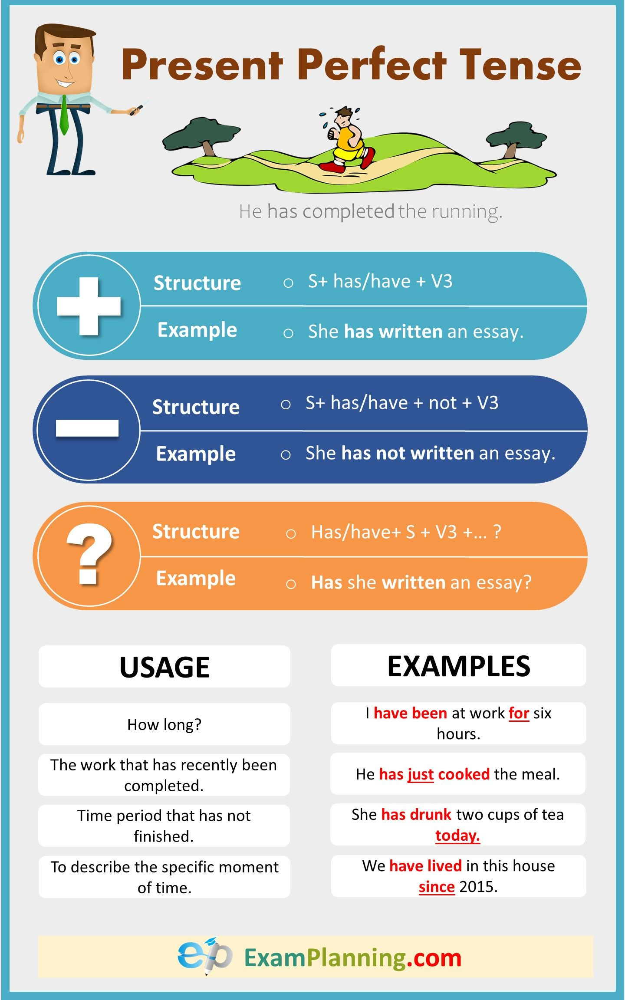 Present Perfect Tense
He has completed the running.
Structure
o S+ has/have + V3
Example
o She has written an essay.
Structure
o S+ has/have + not + V3
Example
o She has not written an essay.
?
Structure
o Has/have+ S + V3 +... ?
Example
o Has she written an essay?
USAGE
EXAMPLES
How long?
I have been at work for six
hours.
The work that has recently been
completed.
He has just cooked the meal.
Time period that has not
finished.
She has drunk two cups of tea
today.
To describe the specific moment
of time.
We have lived in this house
since 2015.
ep ExamPlanning.com